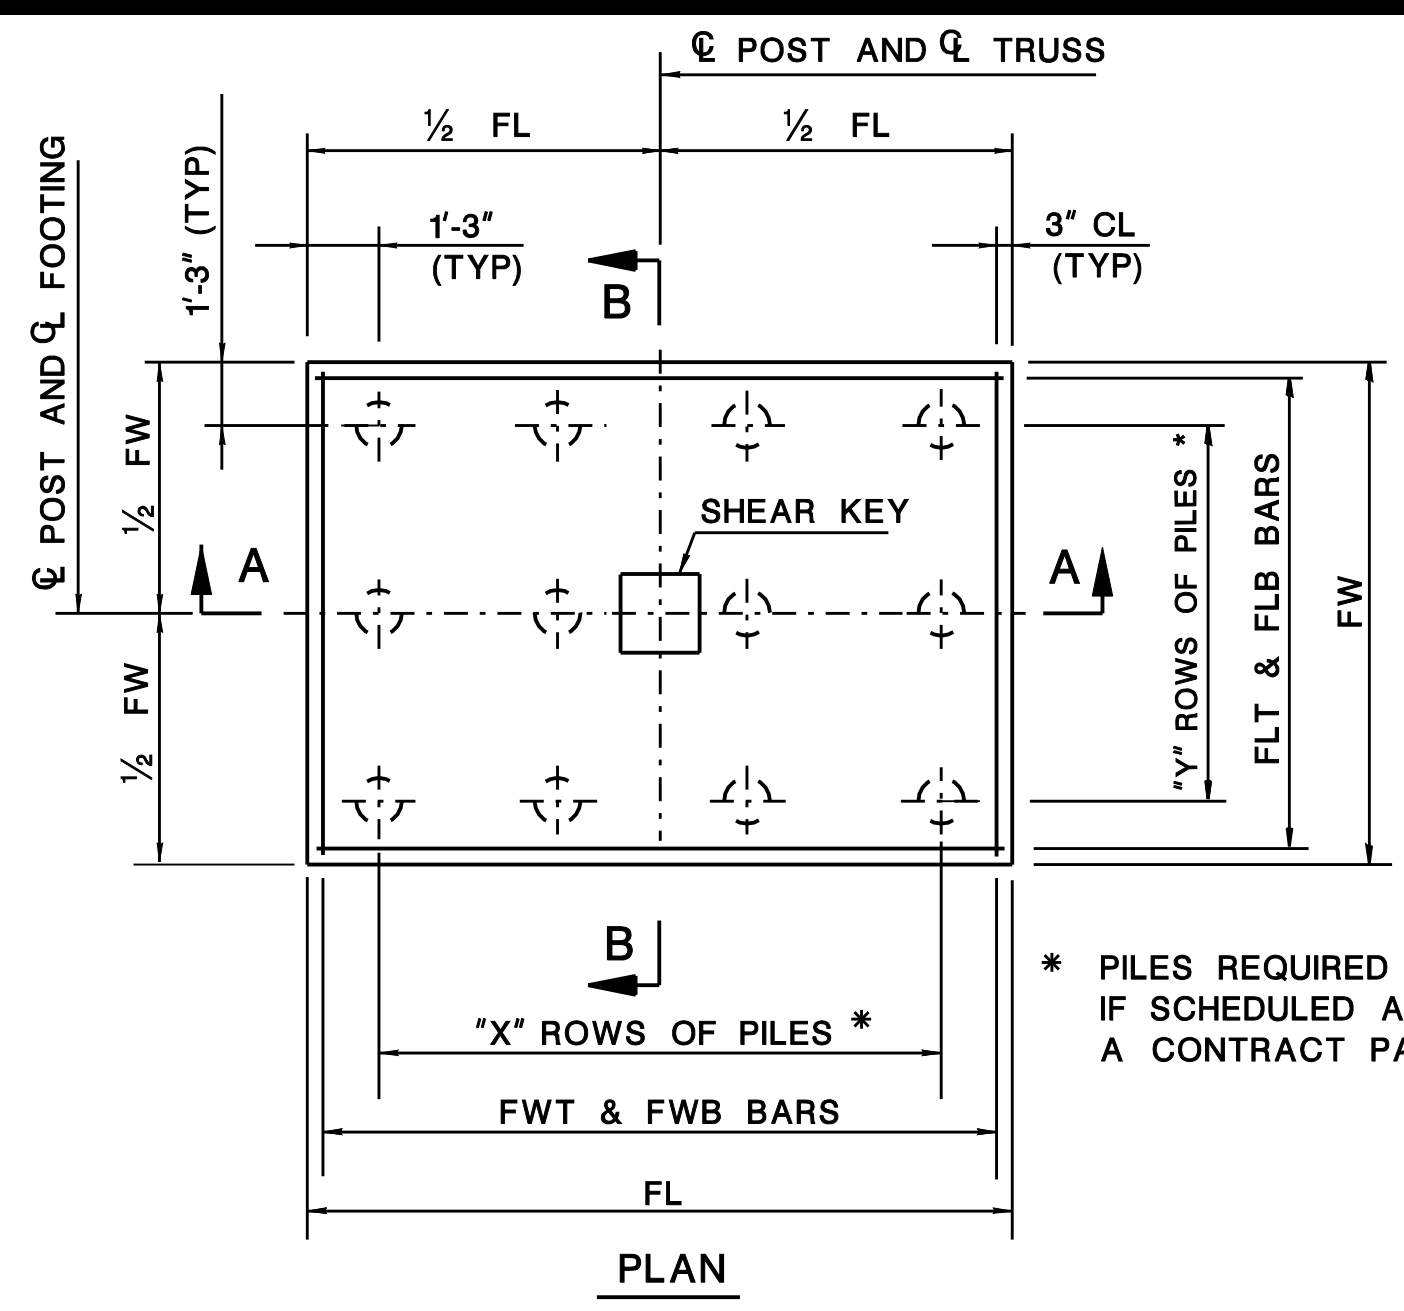 ℄ POST AND ℄ TRUSS
½ FL
½ FL
1'-3" (TYP)
℄ POST AND ℄ FOOTING
1'-3"
(TYP)
3" CL
(TYP)
B
½ FW
SHEAR KEY
A
A
"Y" ROWS OF PILES *
FLT & FLB BARS
FW
½ FW
B
* PILES REQUIRED
IF SCHEDULED A
A CONTRACT PA
"X" ROWS OF PILES *
FWT & FWB BARS
FL
PLAN